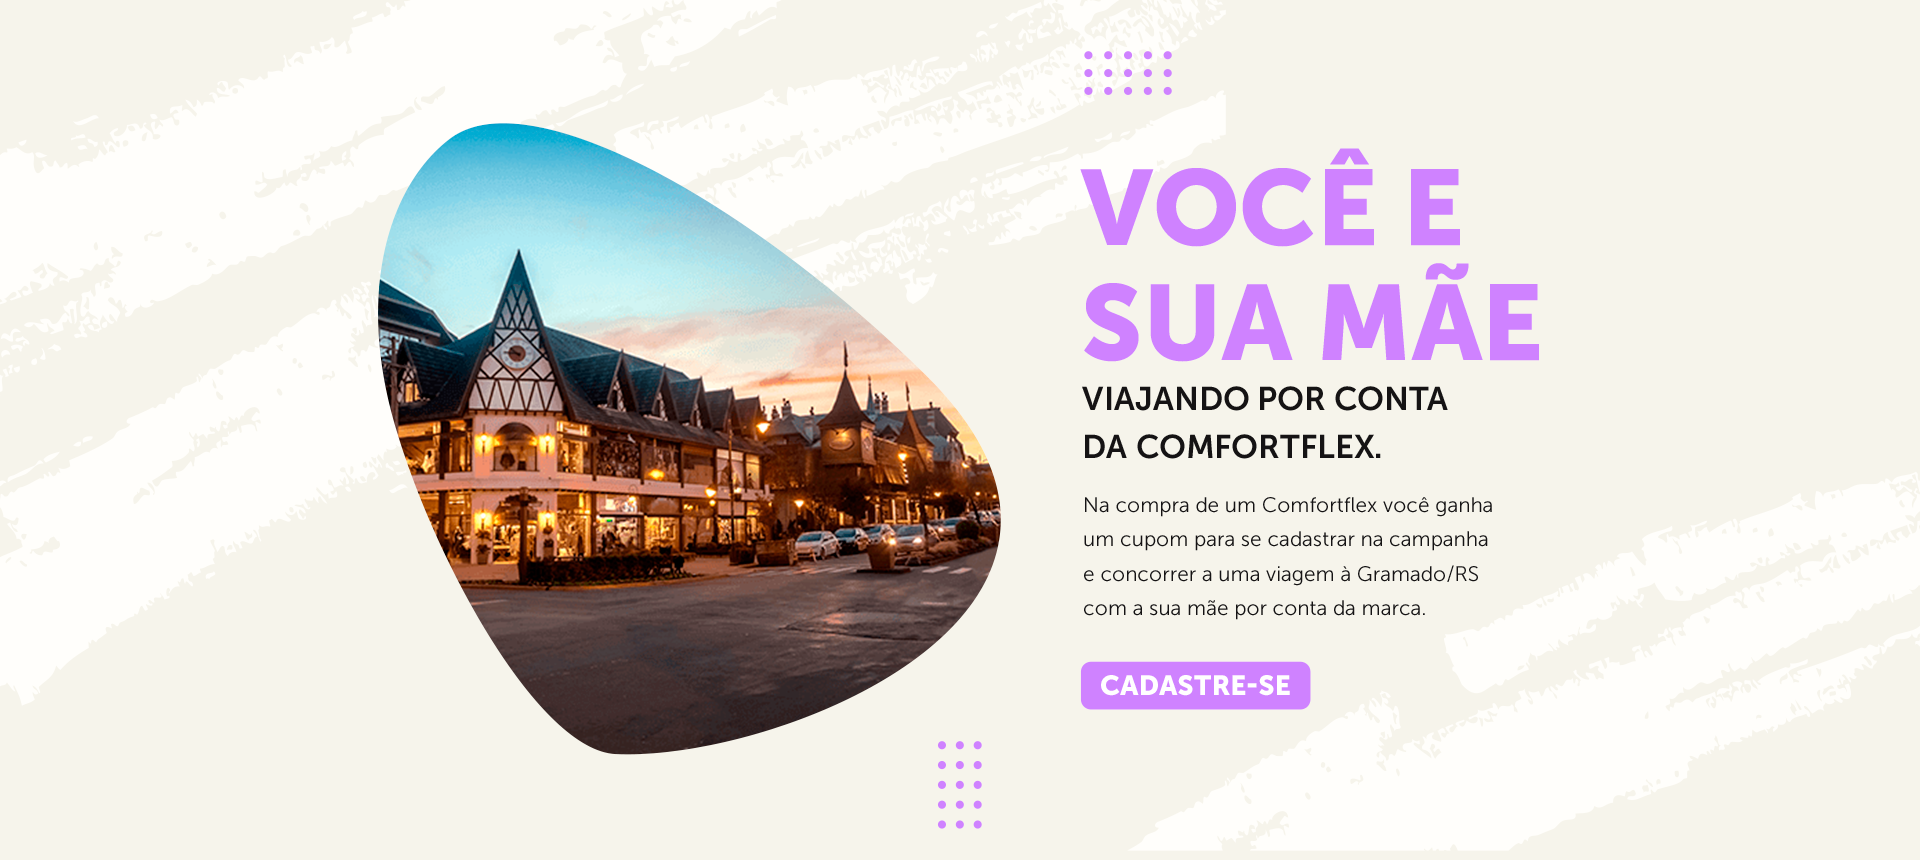 VOCÊ E
SUA MÃE
VIAJANDO POR CONTA
DA COMFORTFLEX.
Na compra de um Comfortflex você ganha
um cupom para se cadastrar na campanha
e concorrer a uma viagem à Gramado/RS
com a sua mãe por conta da marca.
CADASTRE-SE